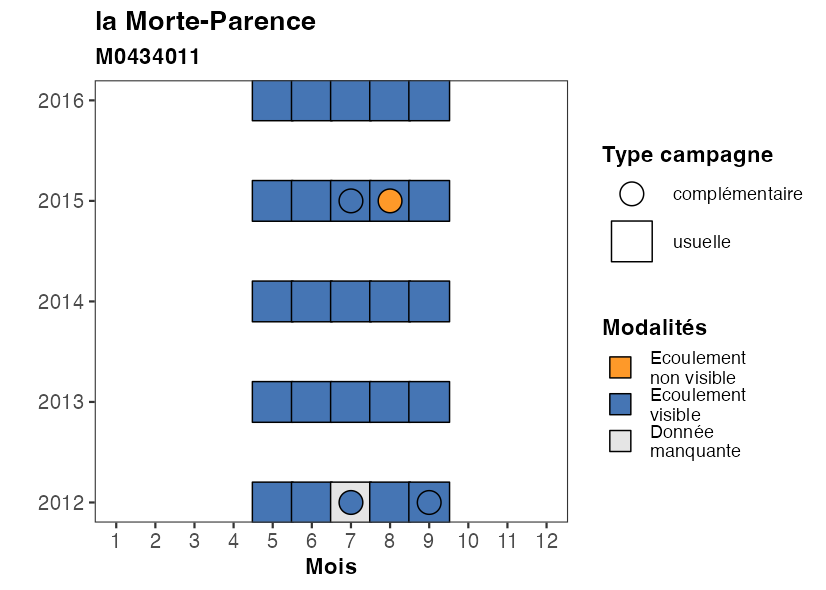 la Morte-Parence
M0434011
2016
2015
2014
2013
2012
1 2 3 4 5 6 7 8 9 10 11 12
Mois
Type campagne
complémentaire
usuelle
Modalités
Ecoulement
non visible
Ecoulement
visible
Donnée
manquante